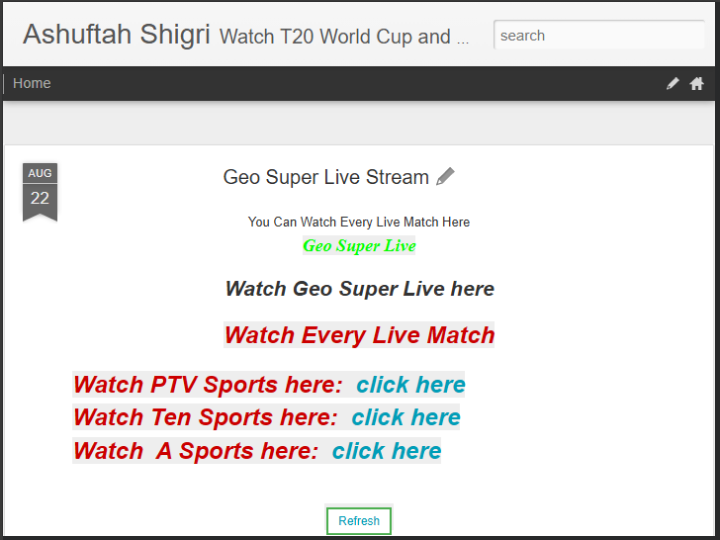 Ashuftah Shigri Watch T20 World Cup and ...
search
Home
AUG
22
Geo Super Live Stream
You Can Watch Every Live Match Here
Geo Super Live
Watch Geo Super Live here
Watch Every Live Match
Watch PTV Sports here: click here
Watch Ten Sports here: click here
Watch A Sports here: click here
Refresh